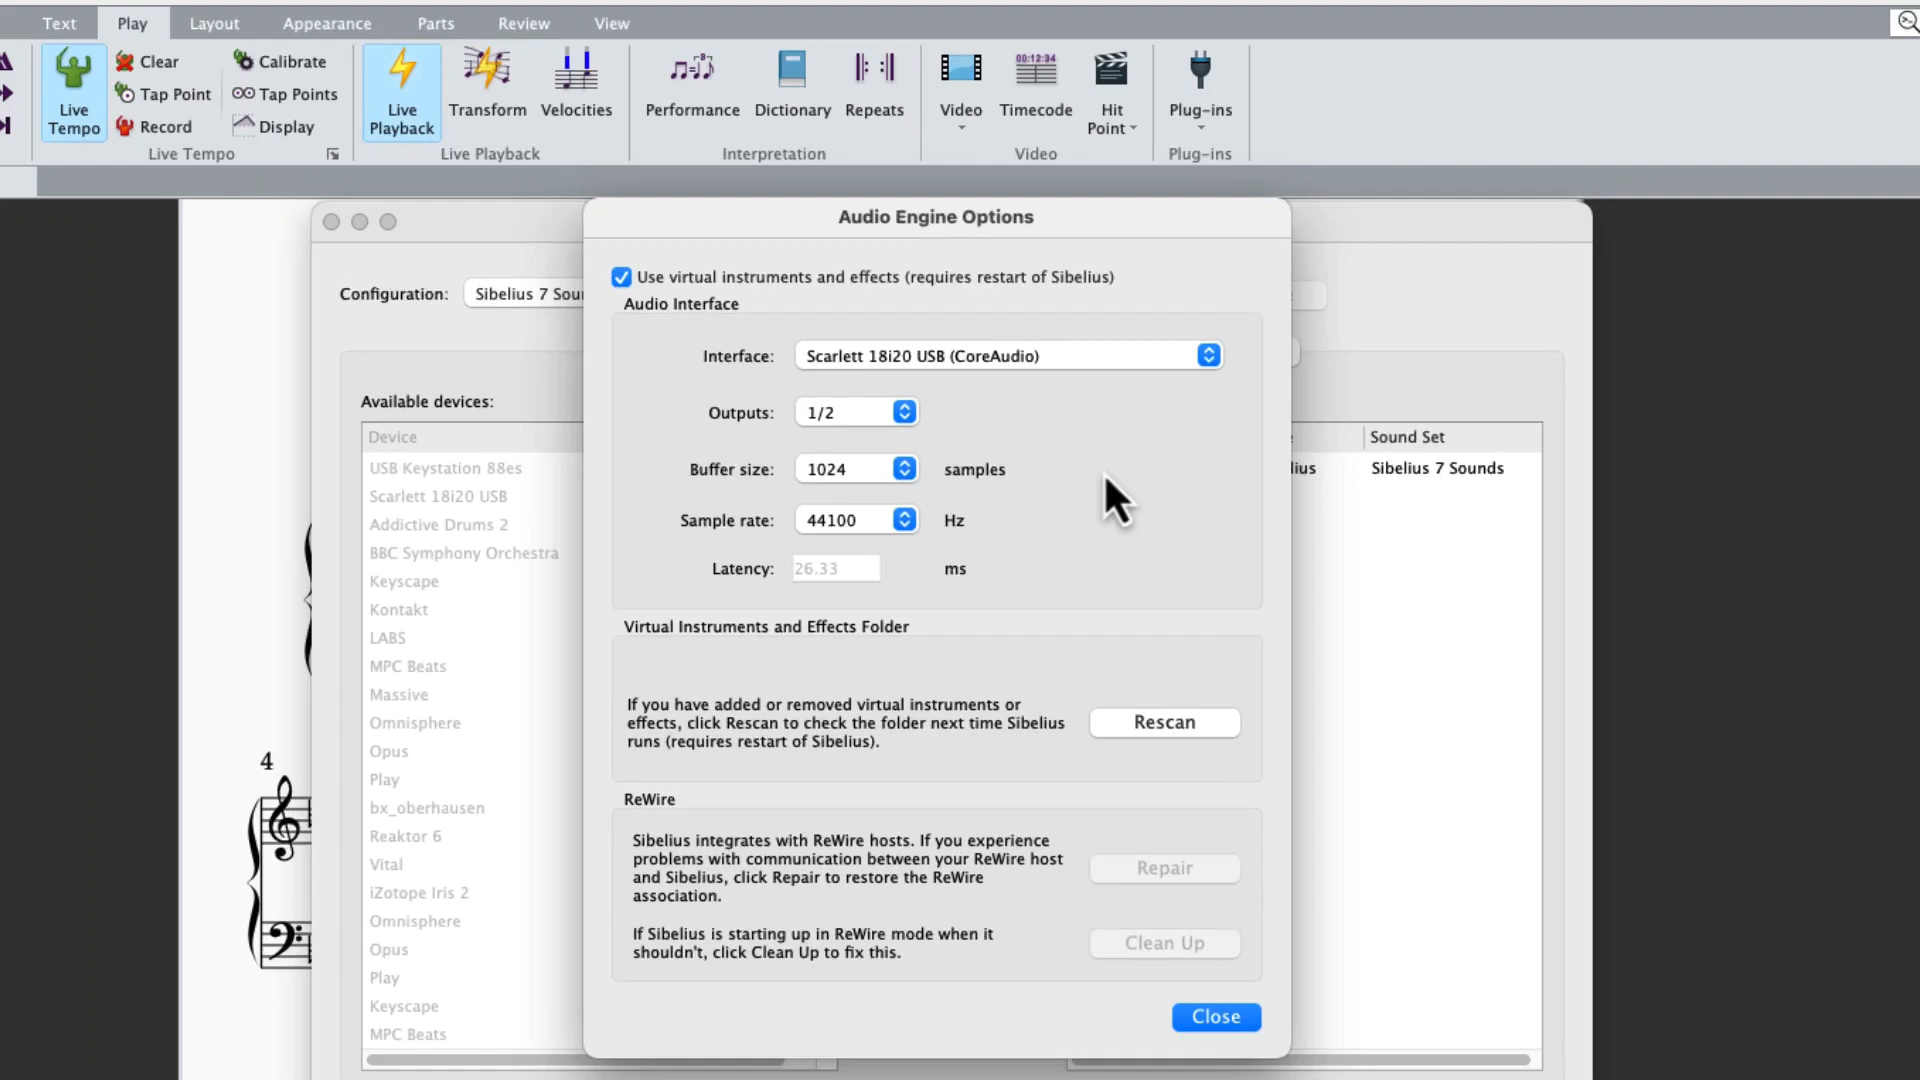 Text Play Layout Appearance Parts Review View
Clear Calibrate
Tap Point Tap Points
Record Display
Live Tempo
Live Playback
Transform Velocities
Performance Dictionary Repeats
Video
00:12:34
Timecode
Hit Point
Plug-ins
Live Tempo Live Playback Interpretation Video Plug-ins
Audio Engine Options
Configuration: Sibelius 7 Soun
Use virtual instruments and effects (requires restart of Sibelius)
Audio Interface
Interface: Scarlett 18i20 USB (CoreAudio)
Outputs: 1/2
Buffer size: 1024 samples
Sample rate: 44100 Hz
Latency: 26.33 ms
Virtual Instruments and Effects Folder
If you have added or removed virtual instruments or
effects, click Rescan to check the folder next time Sibelius
runs (requires restart of Sibelius).
Rescan
ReWire
Sibelius integrates with ReWire hosts. If you experience
problems with communication between your ReWire host
and Sibelius, click Repair to restore the ReWire
association.
Repair
If Sibelius is starting up in ReWire mode when it
shouldn't, click Clean Up to fix this.
Clean Up
Close
Available devices:
Device
USB Keystation 88es
Scarlett 18i20 USB
Addictive Drums 2
BBC Symphony Orchestra
Keyscape
Kontakt
LABS
MPC Beats
Massive
Omnisphere
Opus
Play
bx_oberhausen
Reaktor 6
Vital
iZotope Iris 2
Omnisphere
Opus
Play
Keyscape
MPC Beats
Sound Set
lius Sibelius 7 Sounds
4